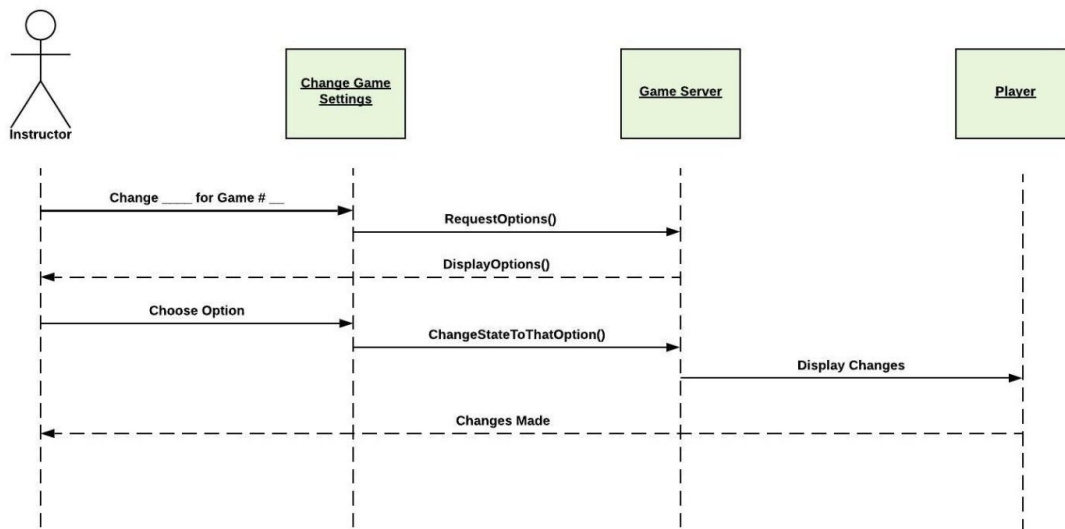 Instructor
Change Game
Settings
Game Server
Player
Change ____ for Game # __
RequestOptions()
DisplayOptions()
Choose Option
ChangeStateToThatOption()
Display Changes
Changes Made